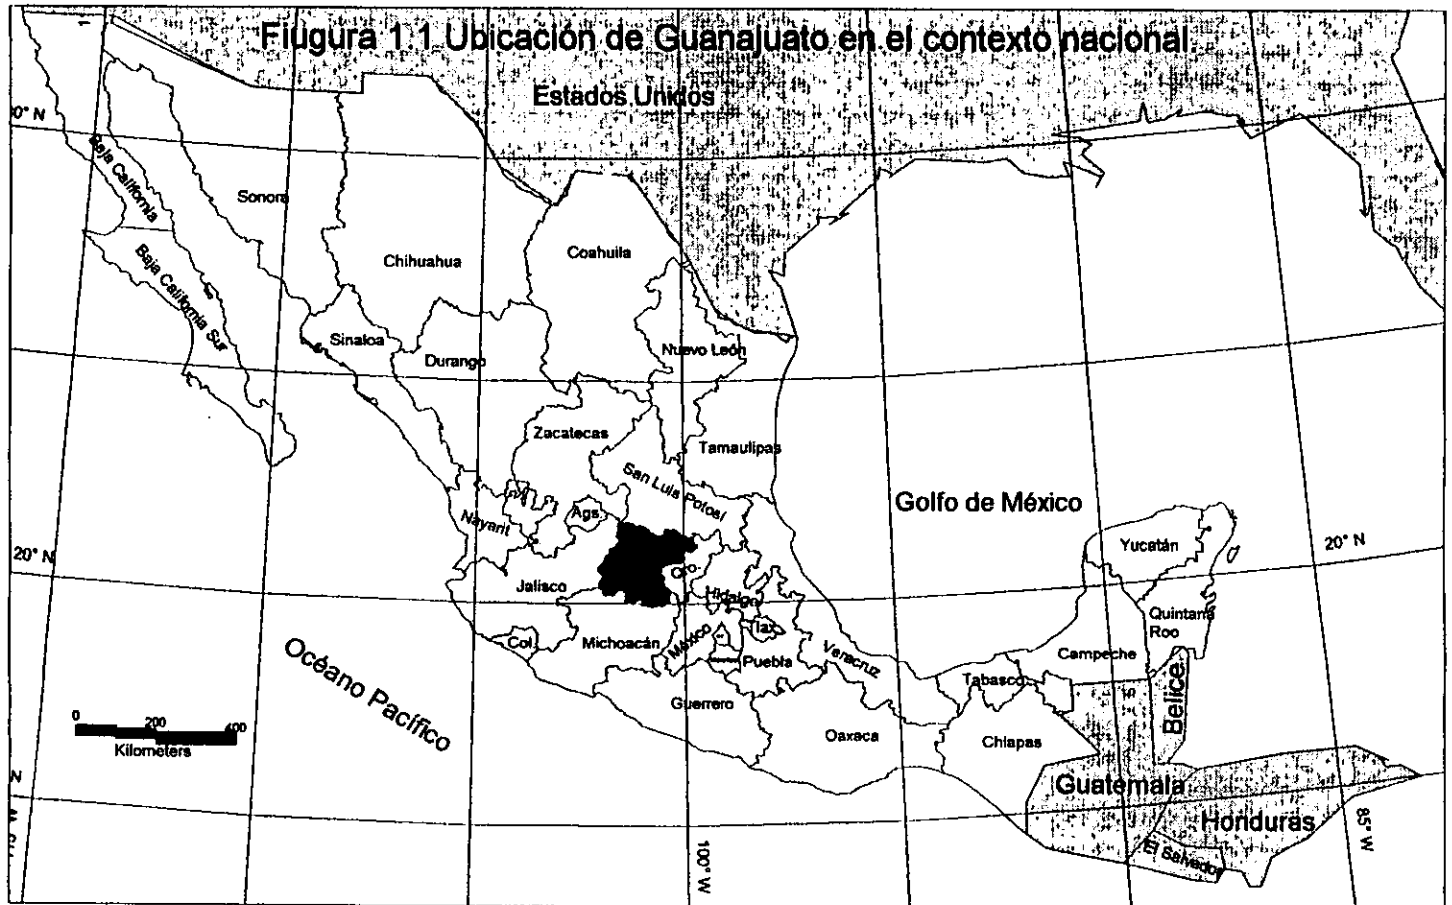 Fiugura 1.1 Ubicación de Guanajuato en el contexto nacional.
Estados Unidos
0° N
Baja California
Sonora
Chihuahua
Coahuila
Baja California Sur
Sinaloa
Durango
Nuevo León
Zacatecas
Tamaulipas
San Luis Potosí
Golfo de México
Nayarit
Ags.
Yucatán
20° N
20° N
Jalisco
Qro.
Hidalgo
Quintana
Roo
Col.
Michoacán
México
Tlax.
Puebla
Veracruz
Campeche
Tabasco
Belice
Océano Pacífico
Guerrero
Oaxaca
Chiapas
0 200 400
Kilometers
N
Guatemala
Honduras
El Salvador
100° W
85° W